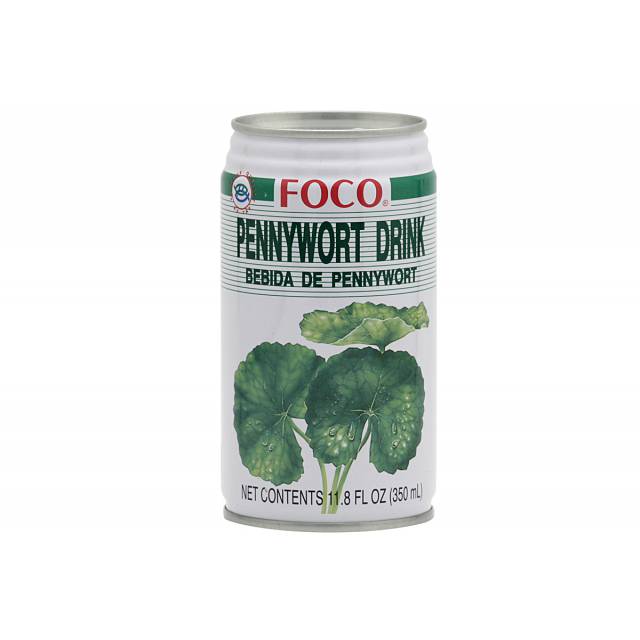 FOCO®
PENNYWORT DRINK
BEBIDA DE PENNYWORT
NET CONTENTS 11.8 FL OZ (350 mL)